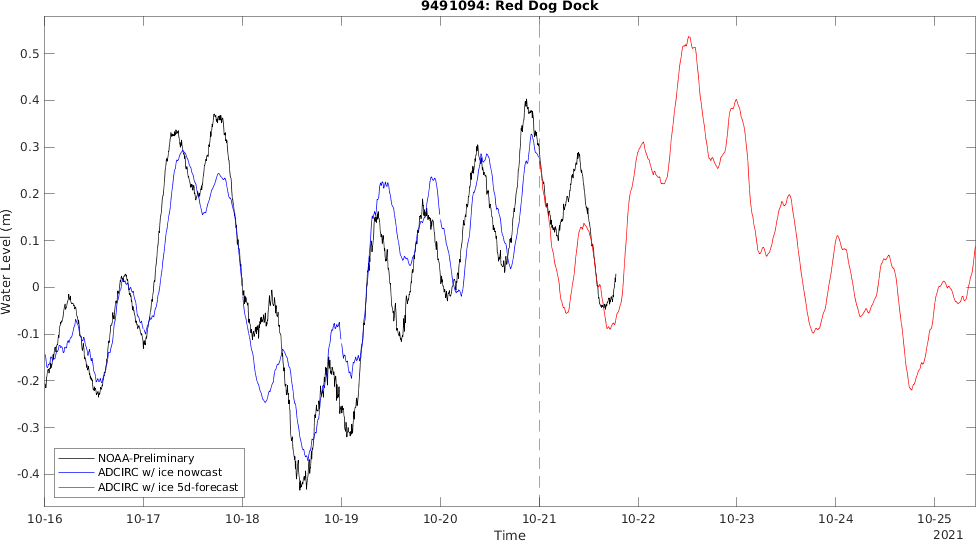 9491094: Red Dog Dock
Water Level (m)
0.5
0.4
0.3
0.2
0.1
0
-0.1
-0.2
-0.3
-0.4
NOAA-Preliminary
ADCIRC w/ ice nowcast
ADCIRC w/ ice 5d-forecast
10-16 10-17 10-18 10-19 10-20 10-21 10-22 10-23 10-24 10-25
Time
2021